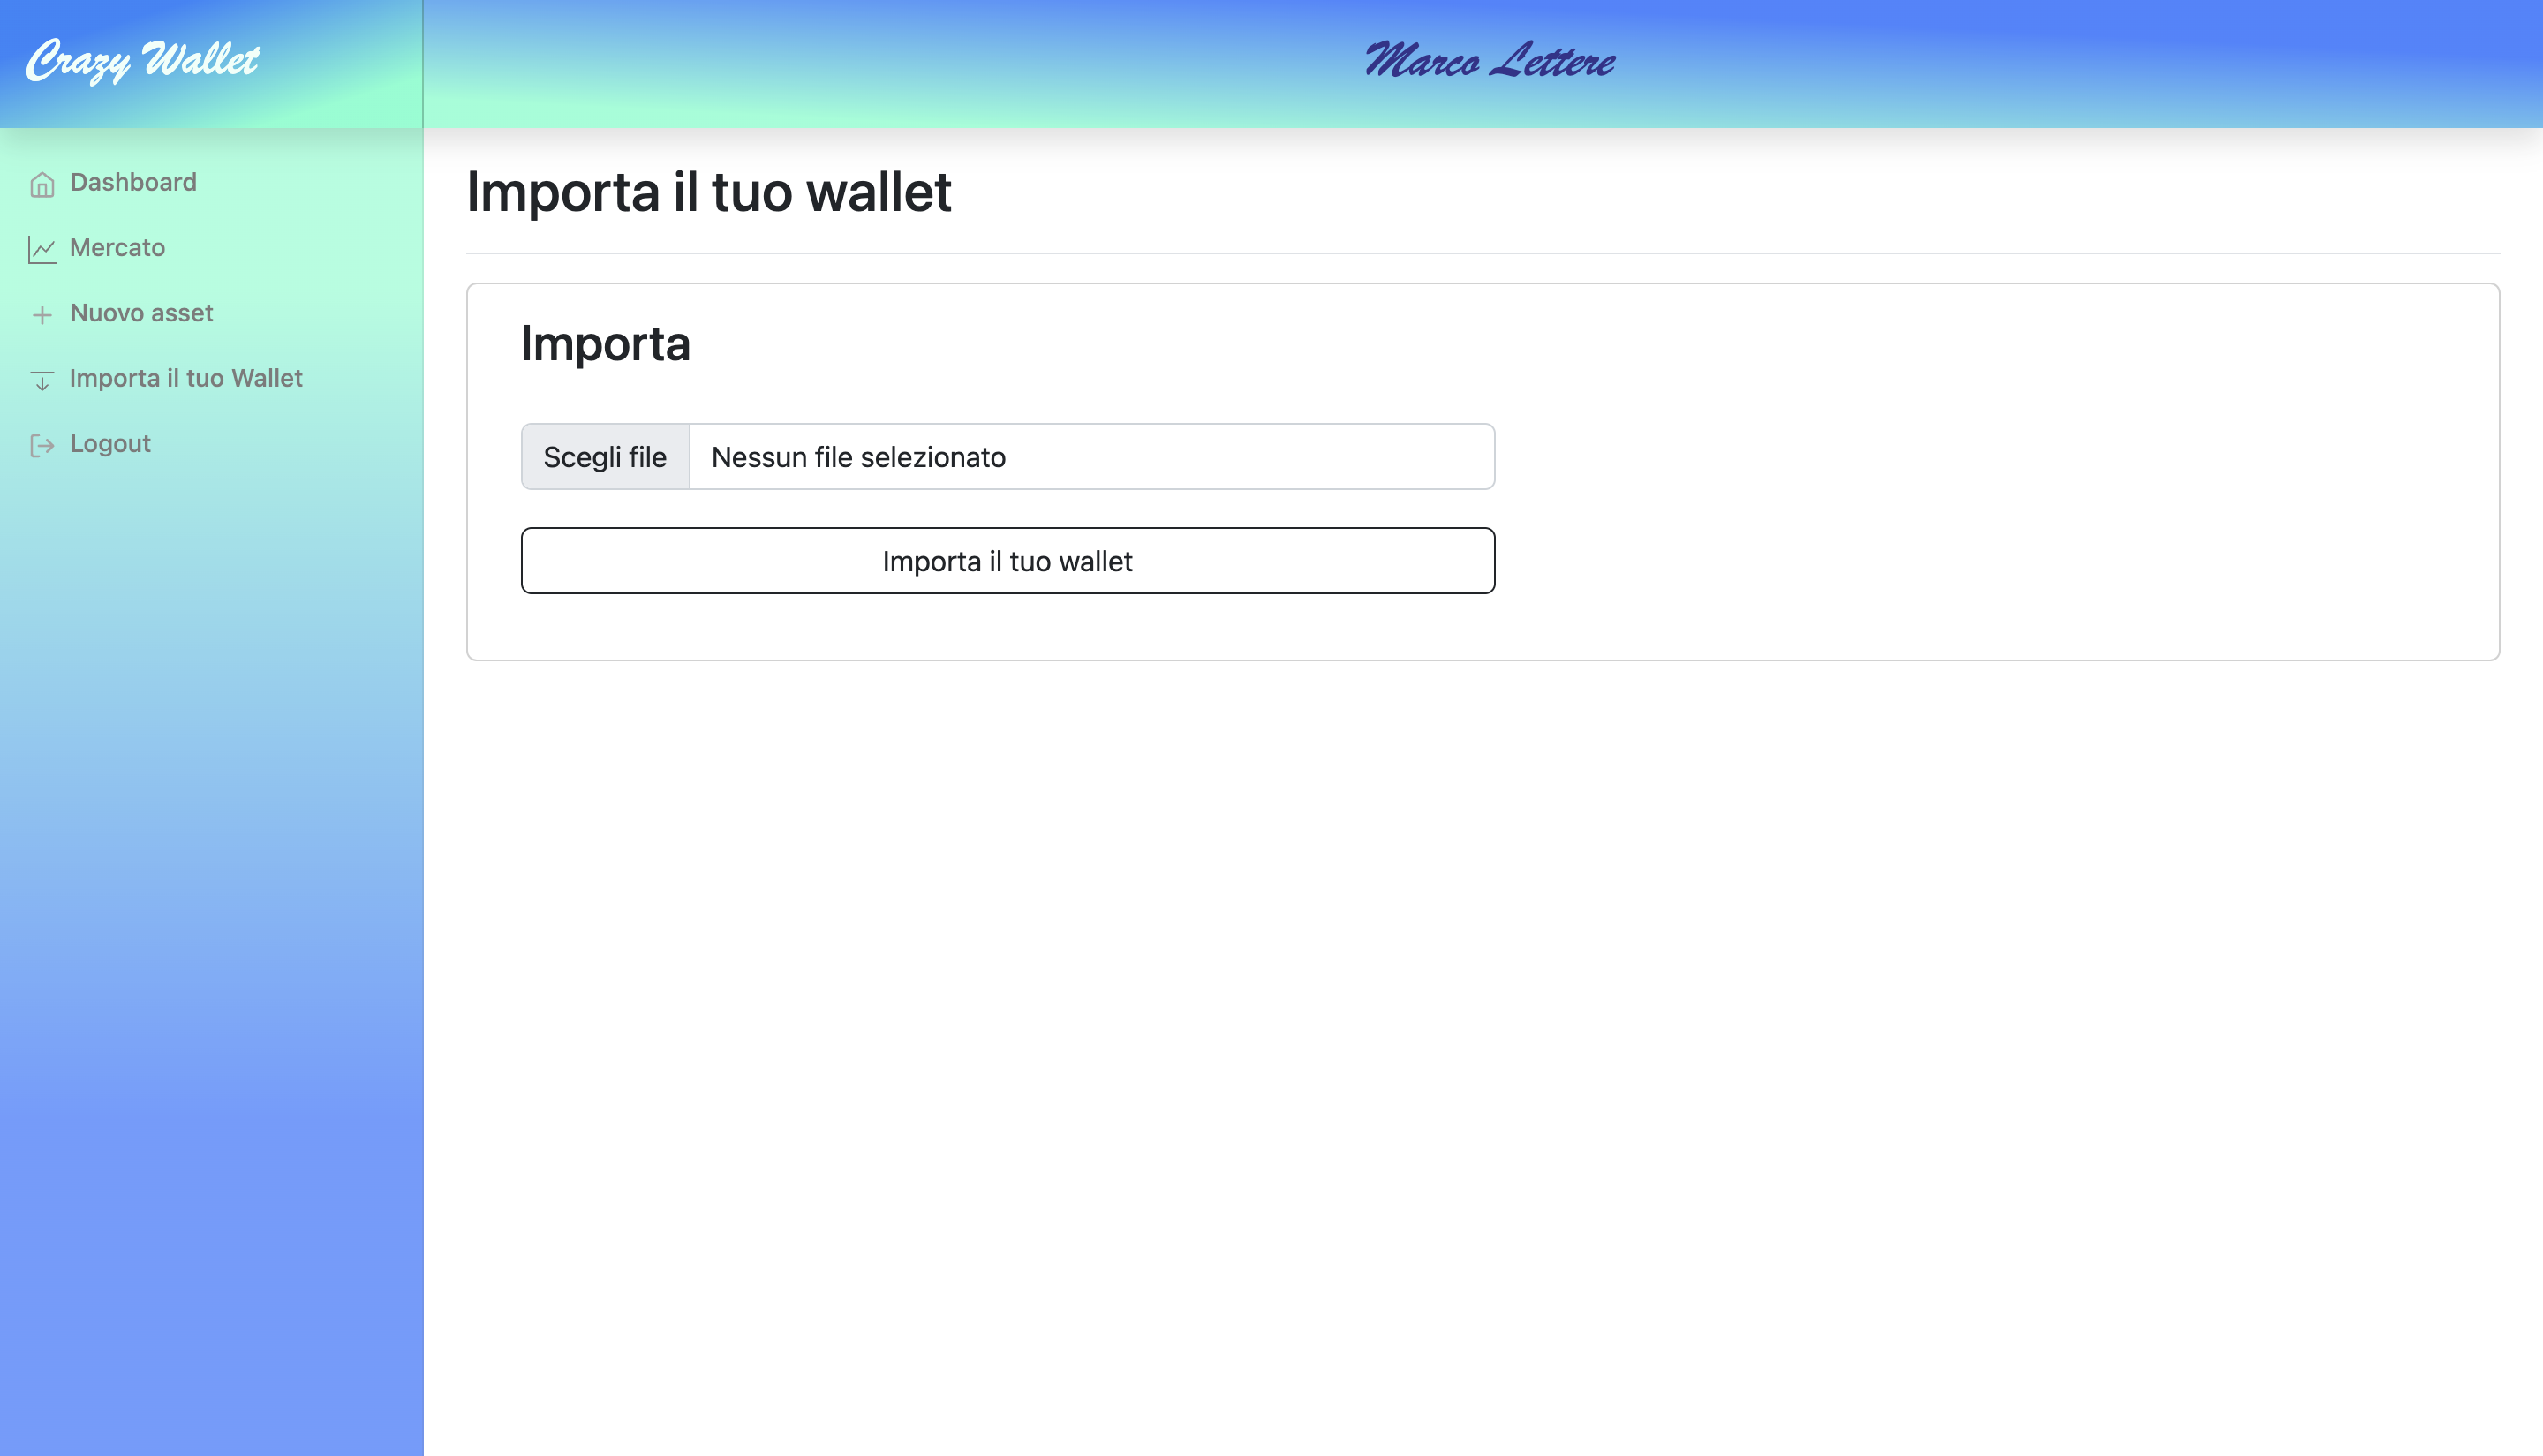 Crazy Wallet
Marco Lettere
Dashboard
Mercato
Nuovo asset
Importa il tuo Wallet
Logout
Importa il tuo wallet
Importa
Scegli file Nessun file selezionato
Importa il tuo wallet